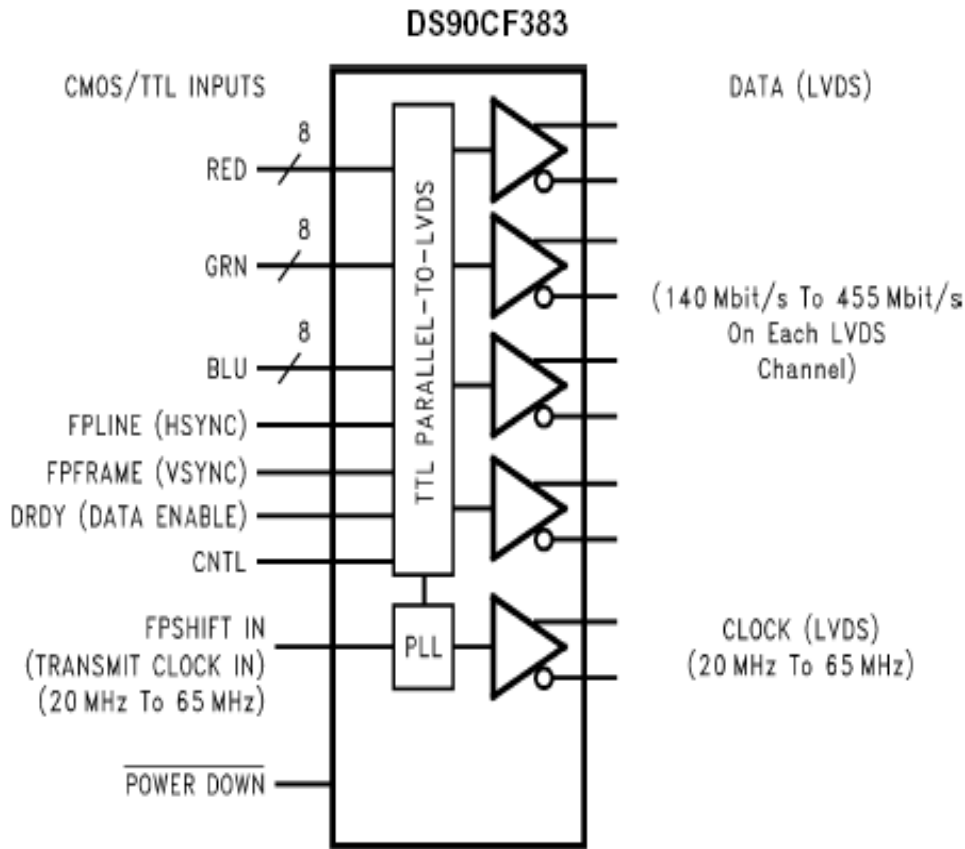 DS90CF383
CMOS/TTL INPUTS
DATA (LVDS)
8
RED
8
GRN
8
BLU
FPLINE (HSYNC)
FPFRAME (VSYNC)
DRDY (DATA ENABLE)
CNTL
FPSHIFT IN
(TRANSMIT CLOCK IN)
(20 MHz To 65 MHz)
POWER DOWN
TTL PARALLEL-TO-LVDS
PLL
(140 Mbit/s To 455 Mbit/s
On Each LVDS
Channel)
CLOCK (LVDS)
(20 MHz To 65 MHz)